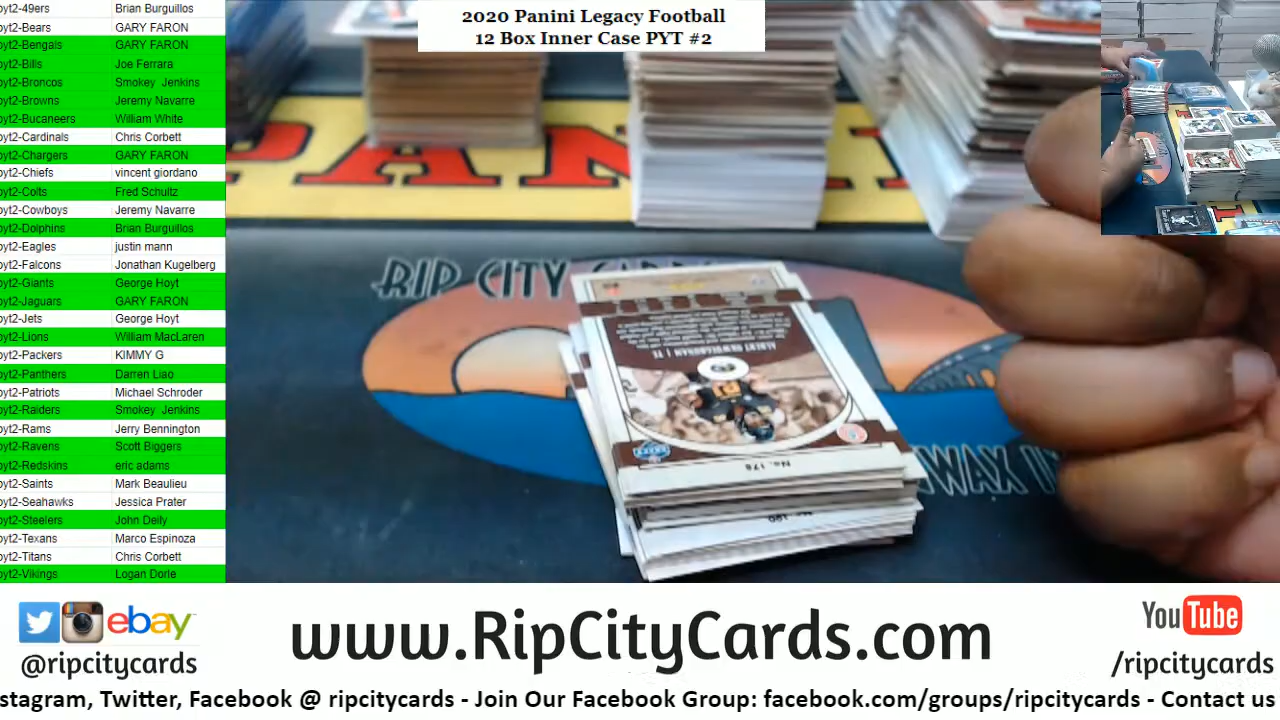 2020 Panini Legacy Football
12 Box Inner Case PYT #2
pyt2-49ers Brian Burguillos
pyt2-Bears GARY FARON
pyt2-Bengals GARY FARON
pyt2-Bills Joe Ferrara
pyt2-Broncos Smokey Jenkins
pyt2-Browns Jeremy Navarre
pyt2-Bucaneers William White
pyt2-Cardinals Chris Corbett
pyt2-Chargers GARY FARON
pyt2-Chiefs vincent giordano
pyt2-Colts Fred Schultz
pyt2-Cowboys Jeremy Navarre
pyt2-Dolphins Brian Burguillos
pyt2-Eagles justin mann
pyt2-Falcons Jonathan Kugelberg
pyt2-Giants George Hoyt
pyt2-Jaguars GARY FARON
pyt2-Jets George Hoyt
pyt2-Lions William MacLaren
pyt2-Packers KIMMY G
pyt2-Panthers Darren Liao
pyt2-Patriots Michael Schroder
pyt2-Raiders Smokey Jenkins
pyt2-Rams Jerry Bennington
pyt2-Ravens Scott Biggers
pyt2-Redskins eric adams
pyt2-Saints Mark Beaulieu
pyt2-Seahawks Jessica Prater
pyt2-Steelers John Deily
pyt2-Texans Marco Espinoza
pyt2-Titans Chris Corbett
pyt2-Vikings Logan Dorle
PANINI
RIP CITY
WAX
ALBERT OKWUEGBUNAM | TE
No. 176
ebay
@ripcitycards
www.RipCityCards.com
YouTube
/ripcitycards
stagram, Twitter, Facebook @ ripcitycards - Join Our Facebook Group: facebook.com/groups/ripcitycards - Contact us